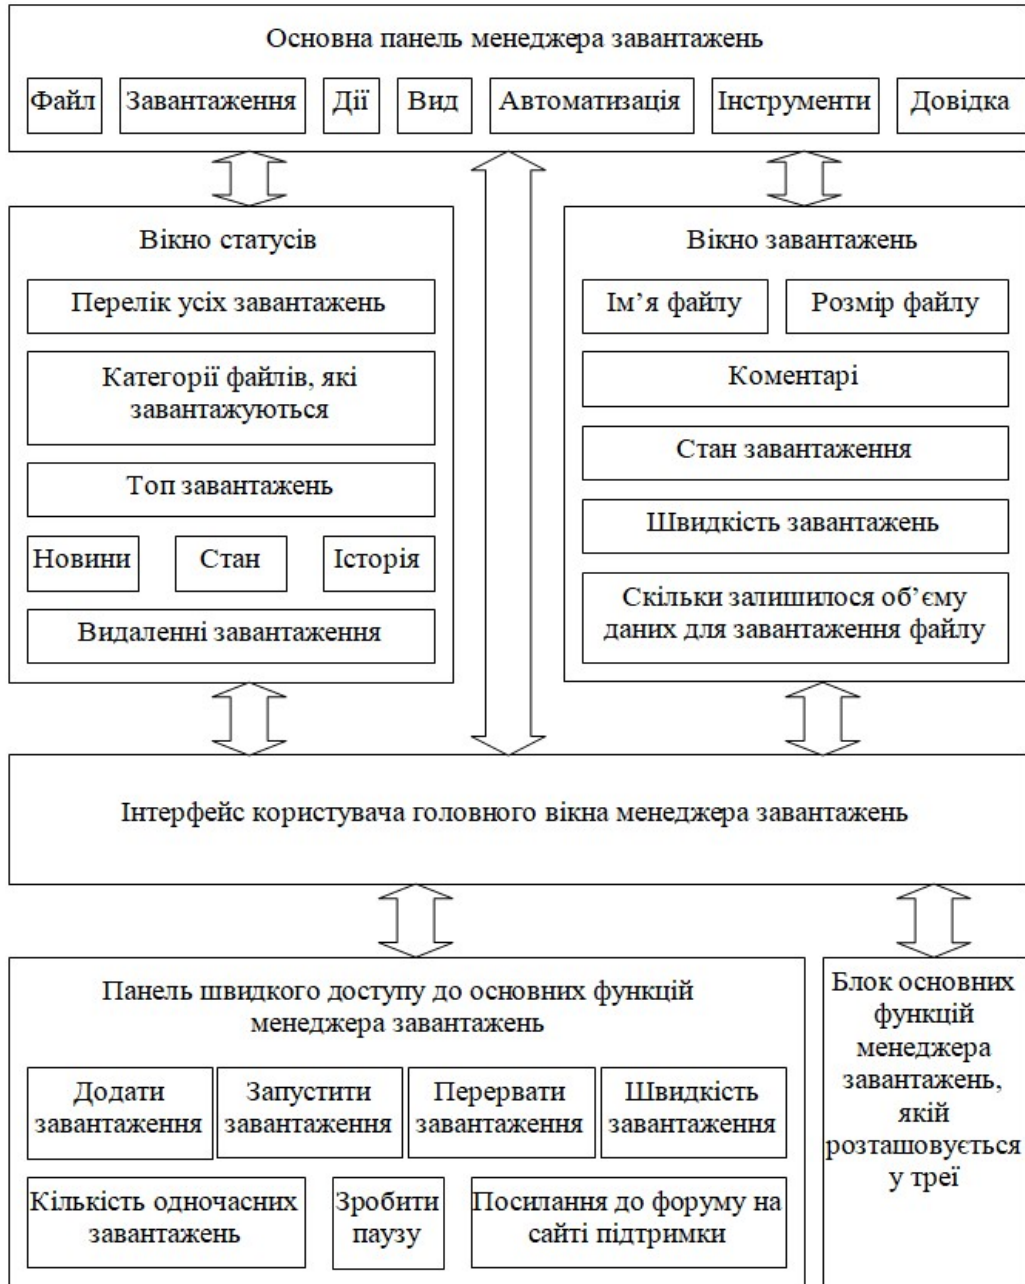 Основна панель менеджера завантажень
Файл
Завантаження
Дії
Вид
Автоматизація
Інструменти
Довідка
Вікно статусів
Перелік усіх завантажень
Категорії файлів, які
завантажуються
Топ завантажень
Новини
Стан
Історія
Видаленні завантаження
Вікно завантажень
Ім’я файлу
Розмір файлу
Коментарі
Стан завантаження
Швидкість завантажень
Скільки залишилося об’єму
даних для завантаження файлу
Інтерфейс користувача головного вікна менеджера завантажень
Панель швидкого доступу до основних функцій
менеджера завантажень
Додати
завантаження
Запустити
завантаження
Перервати
завантаження
Швидкість
завантаження
Кількість одночасних
завантажень
Зробити
паузу
Посилання до форуму на
сайті підтримки
Блок основних
функцій
менеджера
завантажень,
якій
розташовується
у треї